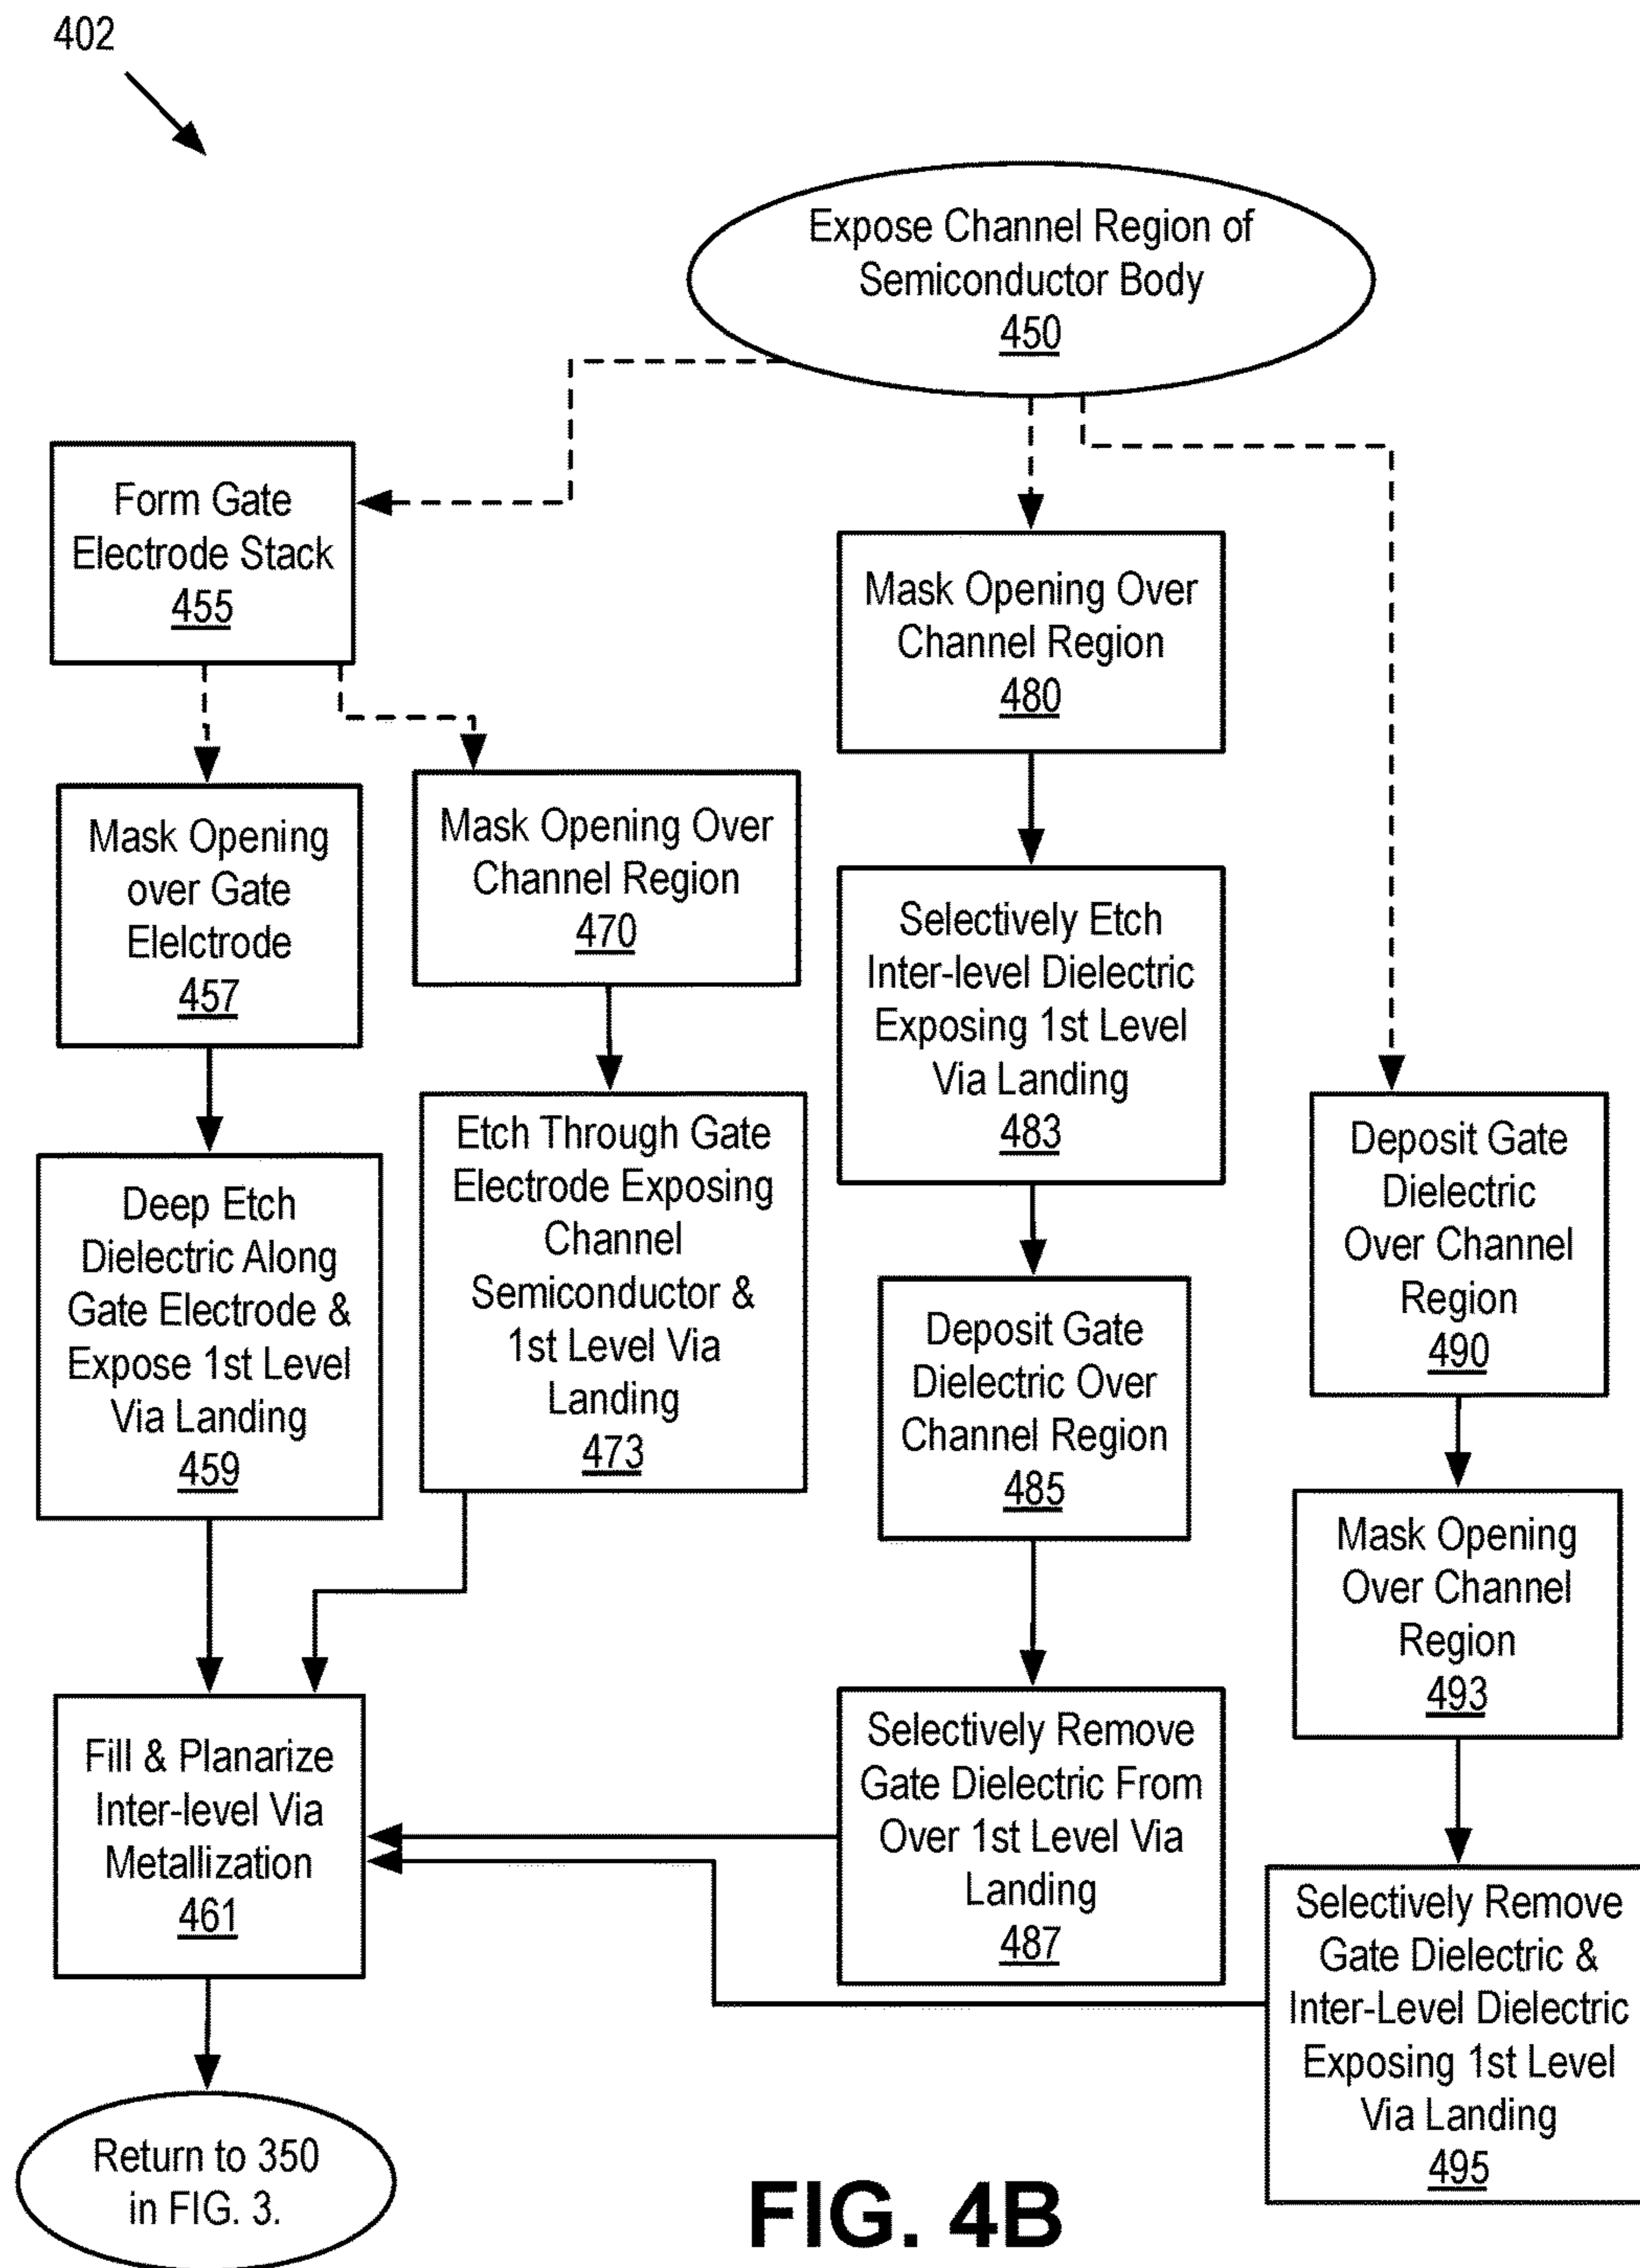 402
Expose Channel Region of
Semiconductor Body
450
Form Gate
Electrode Stack
455
Mask Opening
over Gate
Elelctrode
457
Deep Etch
Dielectric Along
Gate Electrode &
Expose 1st Level
Via Landing
459
Mask Opening Over
Channel Region
470
Etch Through Gate
Electrode Exposing
Channel
Semiconductor &
1st Level Via
Landing
473
Mask Opening Over
Channel Region
480
Selectively Etch
Inter-level Dielectric
Exposing 1st Level
Via Landing
483
Deposit Gate
Dielectric Over
Channel Region
485
Selectively Remove
Gate Dielectric From
Over 1st Level Via
Landing
487
Deposit Gate
Dielectric
Over Channel
Region
490
Mask Opening
Over Channel
Region
493
Selectively Remove
Gate Dielectric &
Inter-Level Dielectric
Exposing 1st Level
Via Landing
495
Fill & Planarize
Inter-level Via
Metallization
461
Return to 350
in FIG. 3.
FIG. 4B